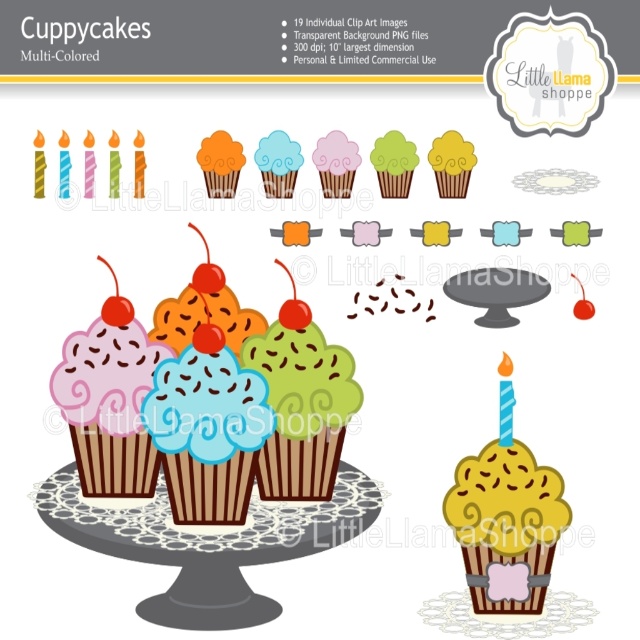 Cuppycakes
Multi-Colored
• 19 Individual Clip Art Images
• Transparent Background PNG files
• 300 dpi; 10" largest dimension
• Personal & Limited Commercial Use
Little llama
shoppe
© LittleLlamaShoppe
© LittleLlamaShoppe
© LittleLlamaShoppe
© LittleLlamaShoppe
© LittleLlamaShoppe